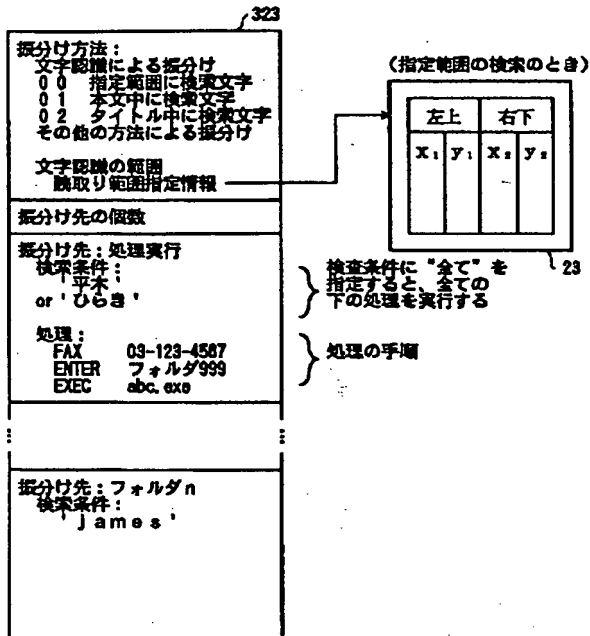 323
振分け方法：
文字認識による振分け
００　指定範囲に検索文字
０１　本文中に検索文字
０２　タイトル中に検索文字
その他の方法による振分け
文字認識の範囲
読取り範囲指定情報
振分け先の個数
振分け先：処理実行
検索条件：
'平木'
or 'ひらき'
処理：
FAX 03-123-4567
ENTER フォルダ999
EXEC abc.exe
振分け先：フォルダn
検索条件：
'james'
（指定範囲の検索のとき）
左上 右下
X₁ y₁ X₂ y₂
23
検査条件に"全て"を
指定すると、全ての
下の処理を実行する
処理の手順